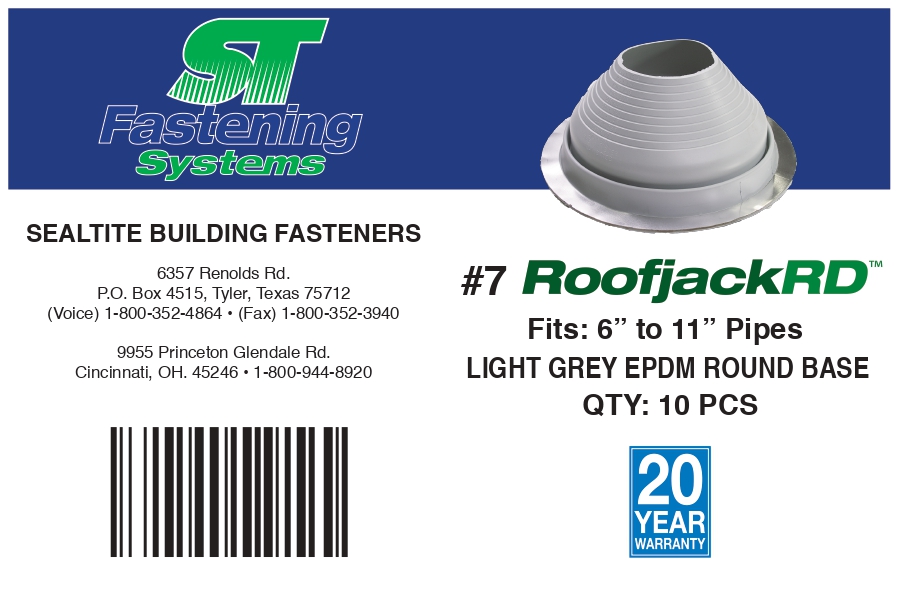 ST
Fastening
Systems
SEALTITE BUILDING FASTENERS
6357 Renolds Rd.
P.O. Box 4515, Tyler, Texas 75712
(Voice) 1-800-352-4864 • (Fax) 1-800-352-3940
9955 Princeton Glendale Rd.
Cincinnati, OH. 45246 • 1-800-944-8920
#7 RoofjackRD™
Fits: 6” to 11” Pipes
LIGHT GREY EPDM ROUND BASE
QTY: 10 PCS
20
YEAR
WARRANTY